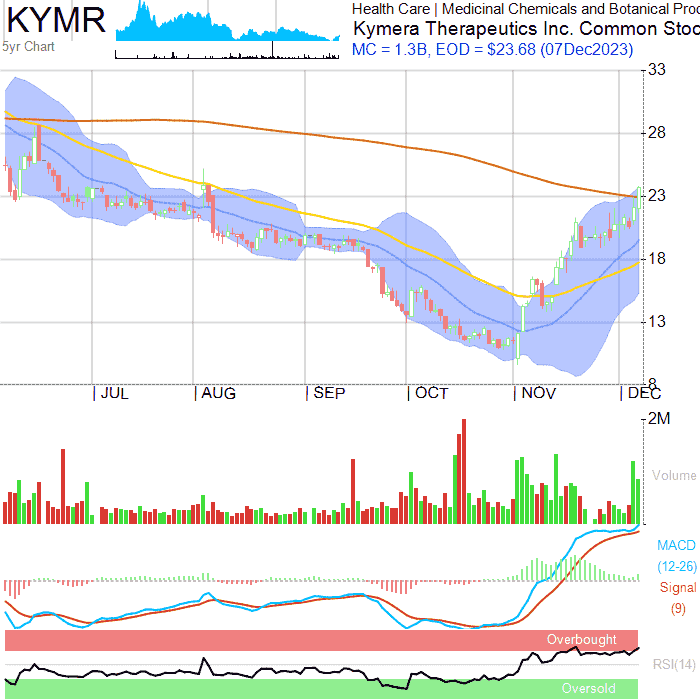 KYMR
5yr Chart
Health Care | Medicinal Chemicals and Botanical Proc
Kymera Therapeutics Inc. Common Stoc
MC = 1.3B, EOD = $23.68 (07Dec2023)
33
28
23
18
13
8
JUL AUG SEP OCT NOV DEC
2M
Volume
MACD
(12-26)
Signal
(9)
Overbought
RSI(14)
Oversold